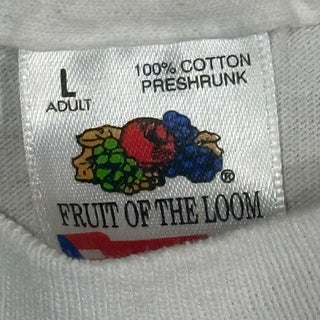 L
ADULT
100% COTTON
PRESHRUNK
®
FRUIT OF THE LOOM